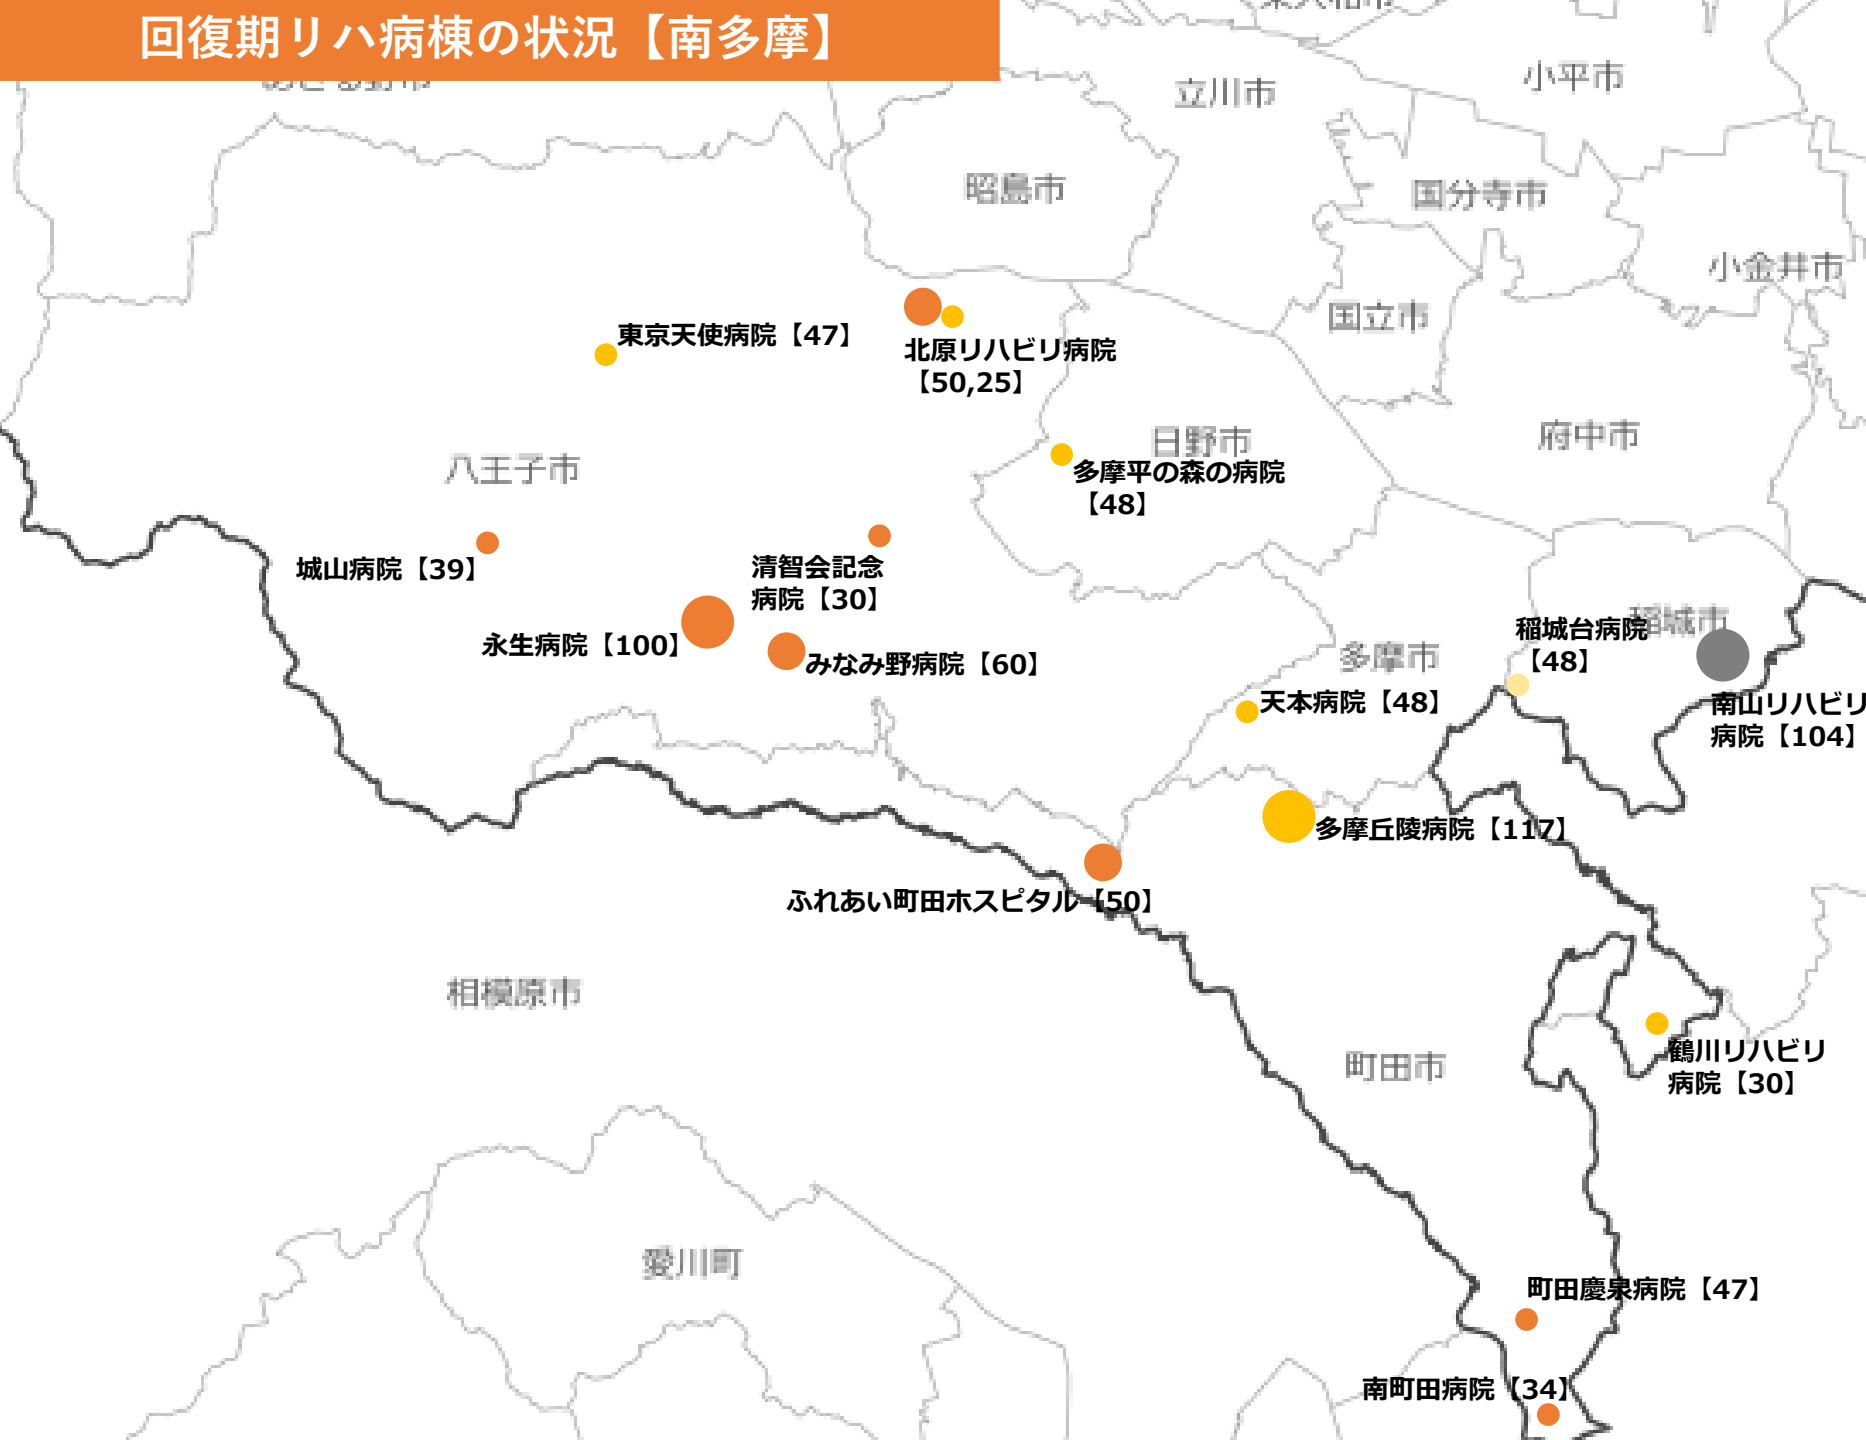 回復期リハ病棟の状況【南多摩】
立川市
小平市
昭島市
国分寺市
小金井市
国立市
東京天使病院【47】
北原リハビリ病院
【50,25】
日野市
府中市
多摩平の森の病院
【48】
八王子市
城山病院【39】
清智会記念
病院【30】
永生病院【100】
みなみ野病院【60】
稲城市
稲城台病院
【48】
多摩市
天本病院【48】
南山リハビリ
病院【104】
多摩丘陵病院【117】
ふれあい町田ホスピタル【50】
相模原市
町田市
鶴川リハビリ
病院【30】
愛川町
町田慶泉病院【47】
南町田病院【34】